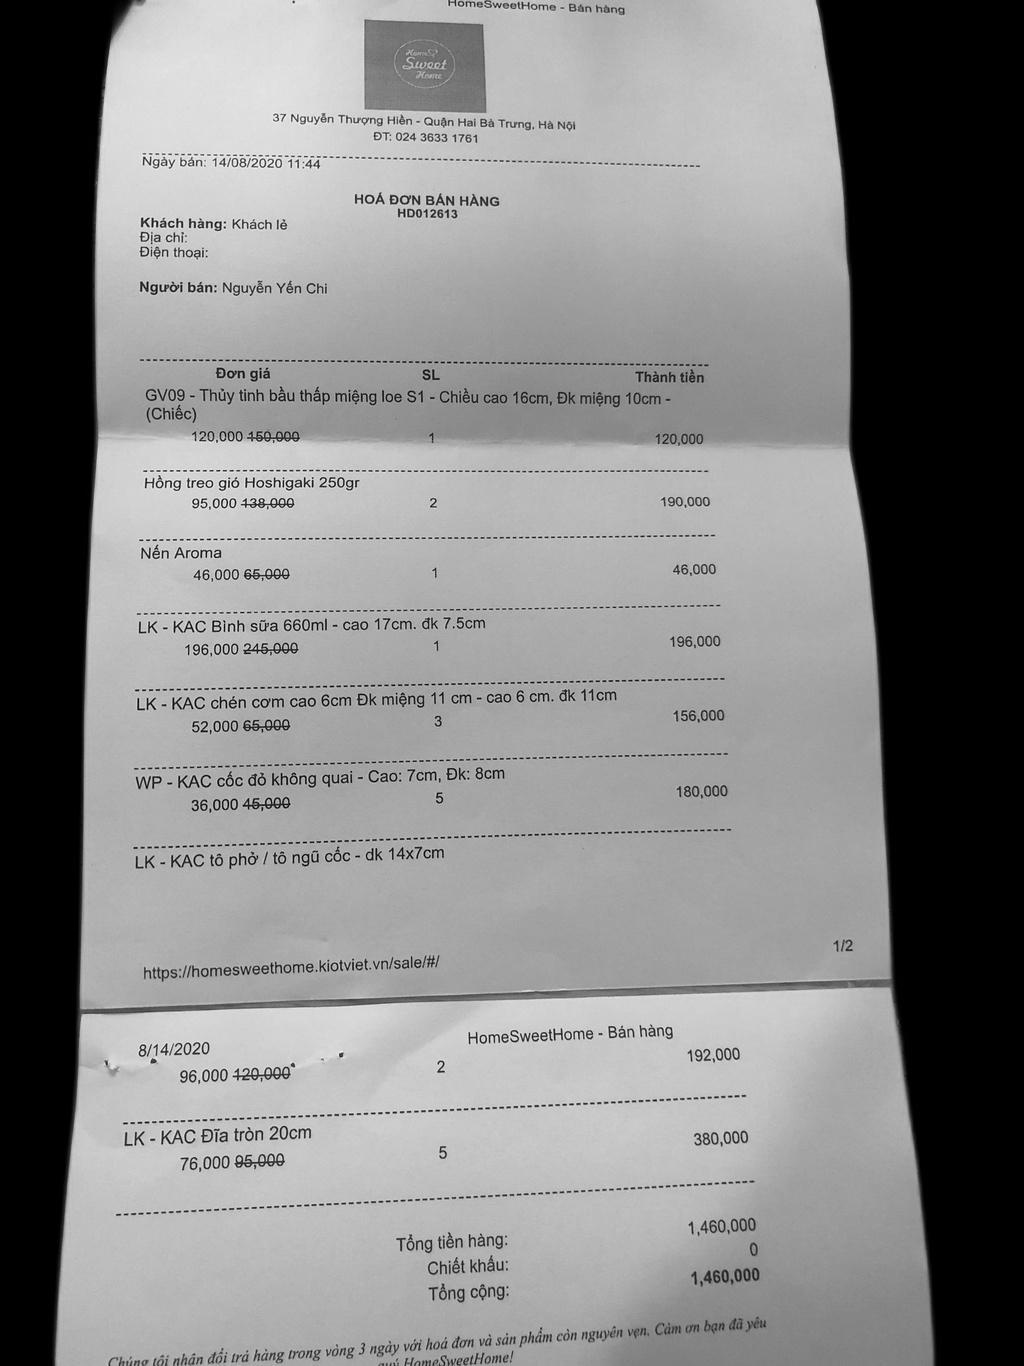 HomeSweetHome - Bán hàng
Home
Sweet
Home
37 Nguyễn Thượng Hiền - Quận Hai Bà Trưng, Hà Nội
ĐT: 024 3633 1761
Ngày bán: 14/08/2020 11:44
HOÁ ĐƠN BÁN HÀNG
HD012613
Khách hàng: Khách lẻ
Địa chỉ:
Điện thoại:
Người bán: Nguyễn Yến Chi
Đơn giá SL Thành tiền
GV09 - Thủy tinh bầu thấp miệng loe S1 - Chiều cao 16cm, Đk miệng 10cm -
(Chiếc)
120,000 150,000 1 120,000
Hồng treo gió Hoshigaki 250gr
95,000 138,000 2 190,000
Nến Aroma
46,000 65,000 1 46,000
LK - KAC Bình sữa 660ml - cao 17cm. đk 7.5cm
196,000 245,000 1 196,000
LK - KAC chén cơm cao 6cm Đk miệng 11 cm - cao 6 cm. đk 11cm
52,000 65,000 3 156,000
WP - KAC cốc đỏ không quai - Cao: 7cm, Đk: 8cm
36,000 45,000 5 180,000
LK - KAC tô phở / tô ngũ cốc - dk 14x7cm
https://homesweethome.kiotviet.vn/sale/#/ 1/2
8/14/2020 HomeSweetHome - Bán hàng
96,000 120,000 2 192,000
LK - KAC Đĩa tròn 20cm
76,000 95,000 5 380,000
Tổng tiền hàng: 1,460,000
Chiết khấu: 0
Tổng cộng: 1,460,000
Chúng tôi nhận đổi trả hàng trong vòng 3 ngày với hoá đơn và sản phẩm còn nguyên vẹn. Cảm ơn bạn đã yêu
quý HomeSweetHome!